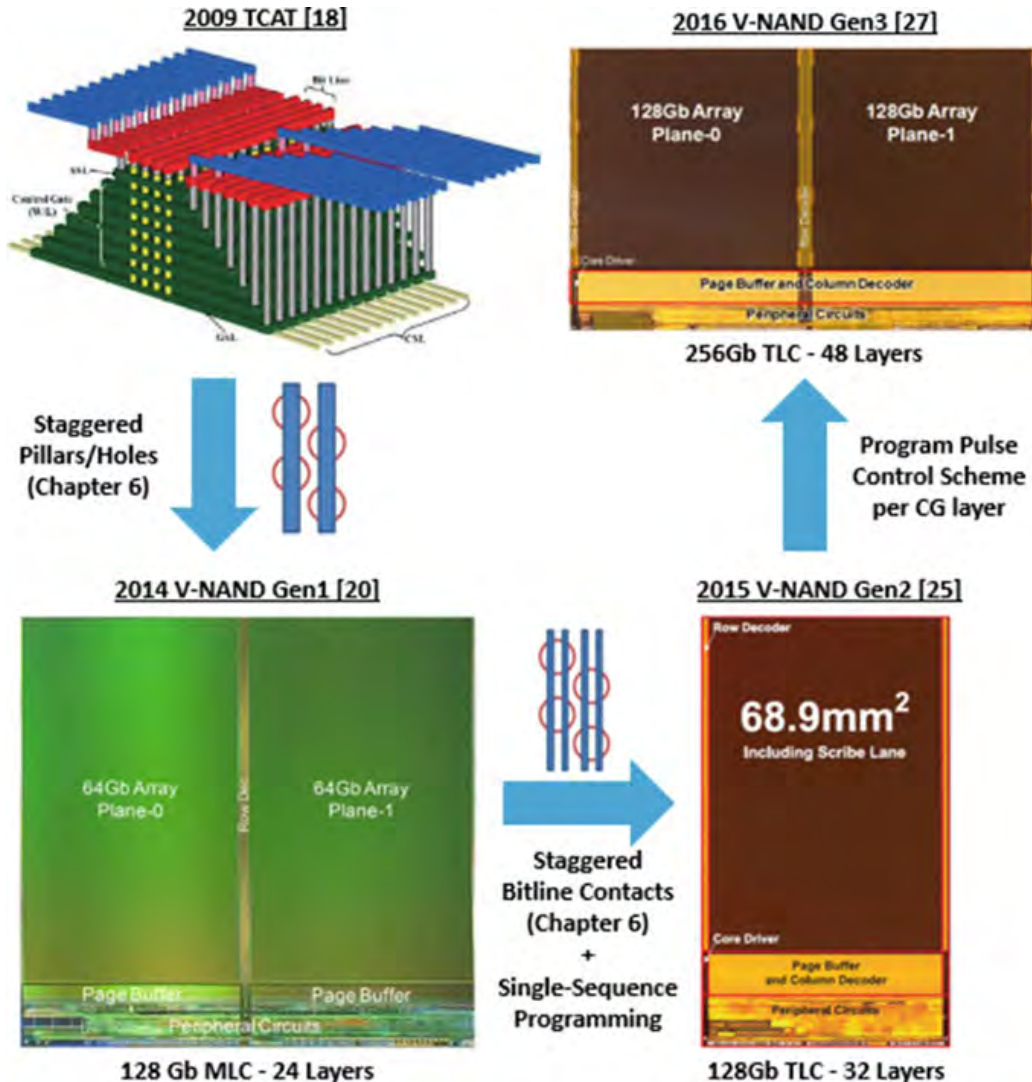 2009 TCAT [18]
Bit Line
SSL
Control Gate
(W/L)
GSL
CSL
2016 V-NAND Gen3 [27]
128Gb Array
Plane-0
128Gb Array
Plane-1
Core Driver
Page Buffer and Column Decoder
Peripheral Circuits
256Gb TLC - 48 Layers
Staggered
Pillars/Holes
(Chapter 6)
Program Pulse
Control Scheme
per CG layer
2014 V-NAND Gen1 [20]
64Gb Array
Plane-0
Row Dec
64Gb Array
Plane-1
Page Buffer
Page Buffer
Peripheral Circuits
128 Gb MLC - 24 Layers
Staggered
Bitline Contacts
(Chapter 6)
+
Single-Sequence
Programming
2015 V-NAND Gen2 [25]
Row Decoder
68.9mm²
Including Scribe Lane
Core Driver
Page Buffer
and Column Decoder
Peripheral Circuits
128Gb TLC - 32 Layers